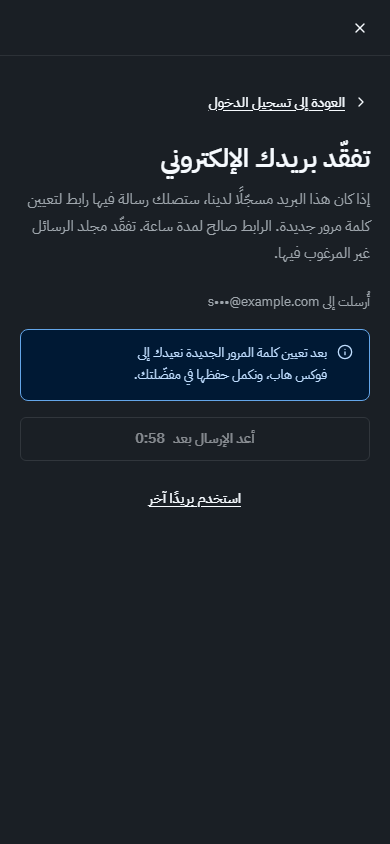 العودة إلى تسجيل الدخول
تفقّد بريدك الإلكتروني
إذا كان هذا البريد مسجّلًا لدينا، ستصلك رسالة فيها رابط لتعيين
كلمة مرور جديدة. الرابط صالح لمدة ساعة. تفقّد مجلد الرسائل
غير المرغوب فيها.
أُرسلت إلى s•••@example.com
بعد تعيين كلمة المرور الجديدة نعيدك إلى
فوكس هاب، ونكمل حفظها في مفضّلتك.
أعد الإرسال بعد 0:58
استخدم بريدًا آخر